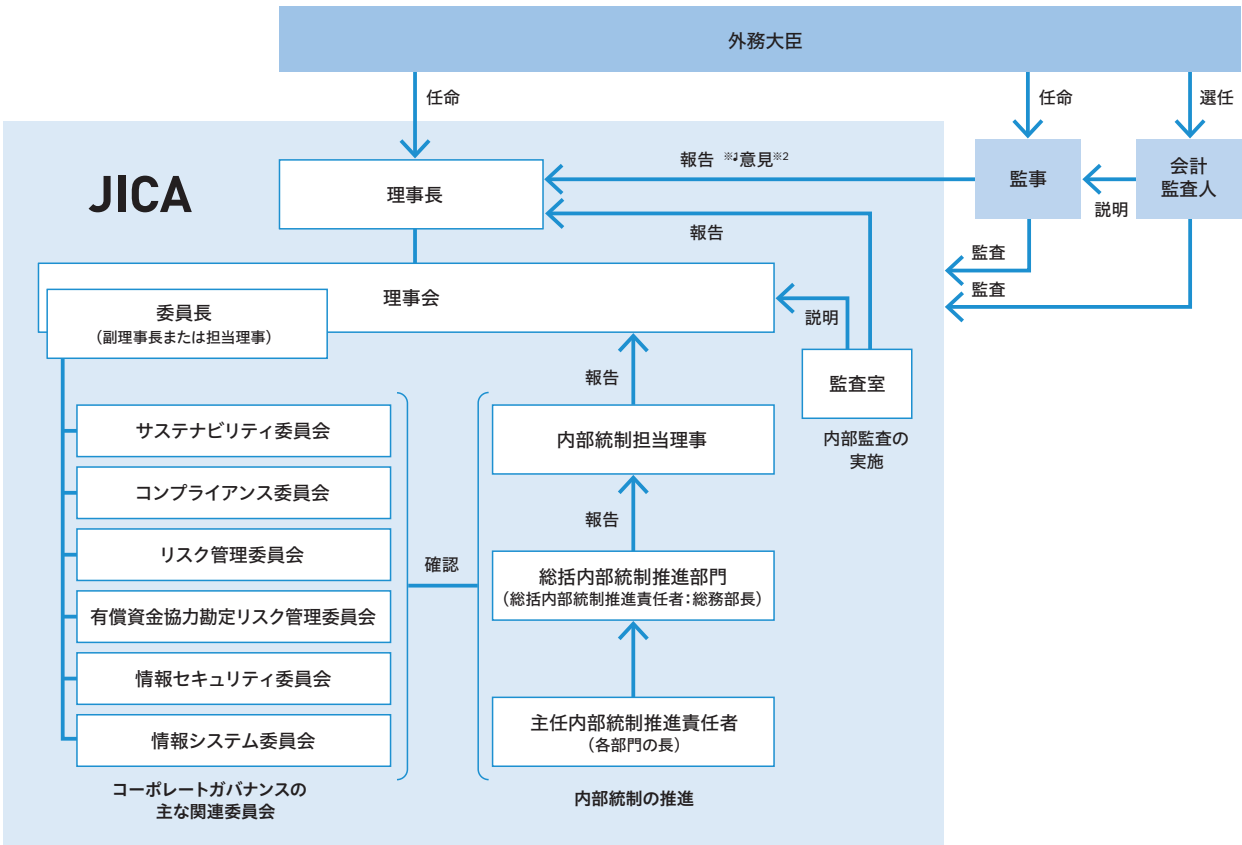 外務大臣
任命
任命
選任
JICA
理事長
報告 ※1 意見※2
監事
会計
監査人
説明
報告
監査
監査
理事会
委員長
（副理事長または担当理事）
説明
監査室
内部監査の
実施
報告
サステナビリティ委員会
コンプライアンス委員会
リスク管理委員会
有償資金協力勘定リスク管理委員会
情報セキュリティ委員会
情報システム委員会
コーポレートガバナンスの
主な関連委員会
確認
内部統制担当理事
報告
総括内部統制推進部門
（総括内部統制推進責任者：総務部長）
主任内部統制推進責任者
（各部門の長）
内部統制の推進